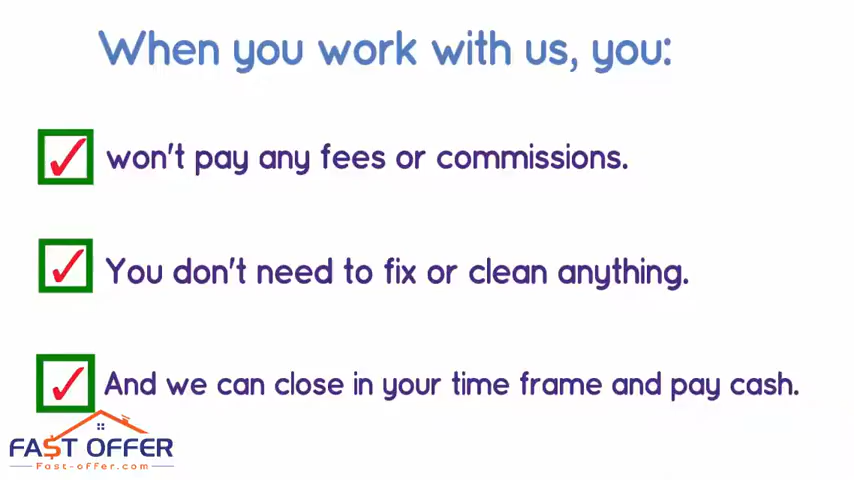 When you work with us, you:
won't pay any fees or commissions.
You don't need to fix or clean anything.
And we can close in your time frame and pay cash.
FA$T OFFER
Fast-offer.com